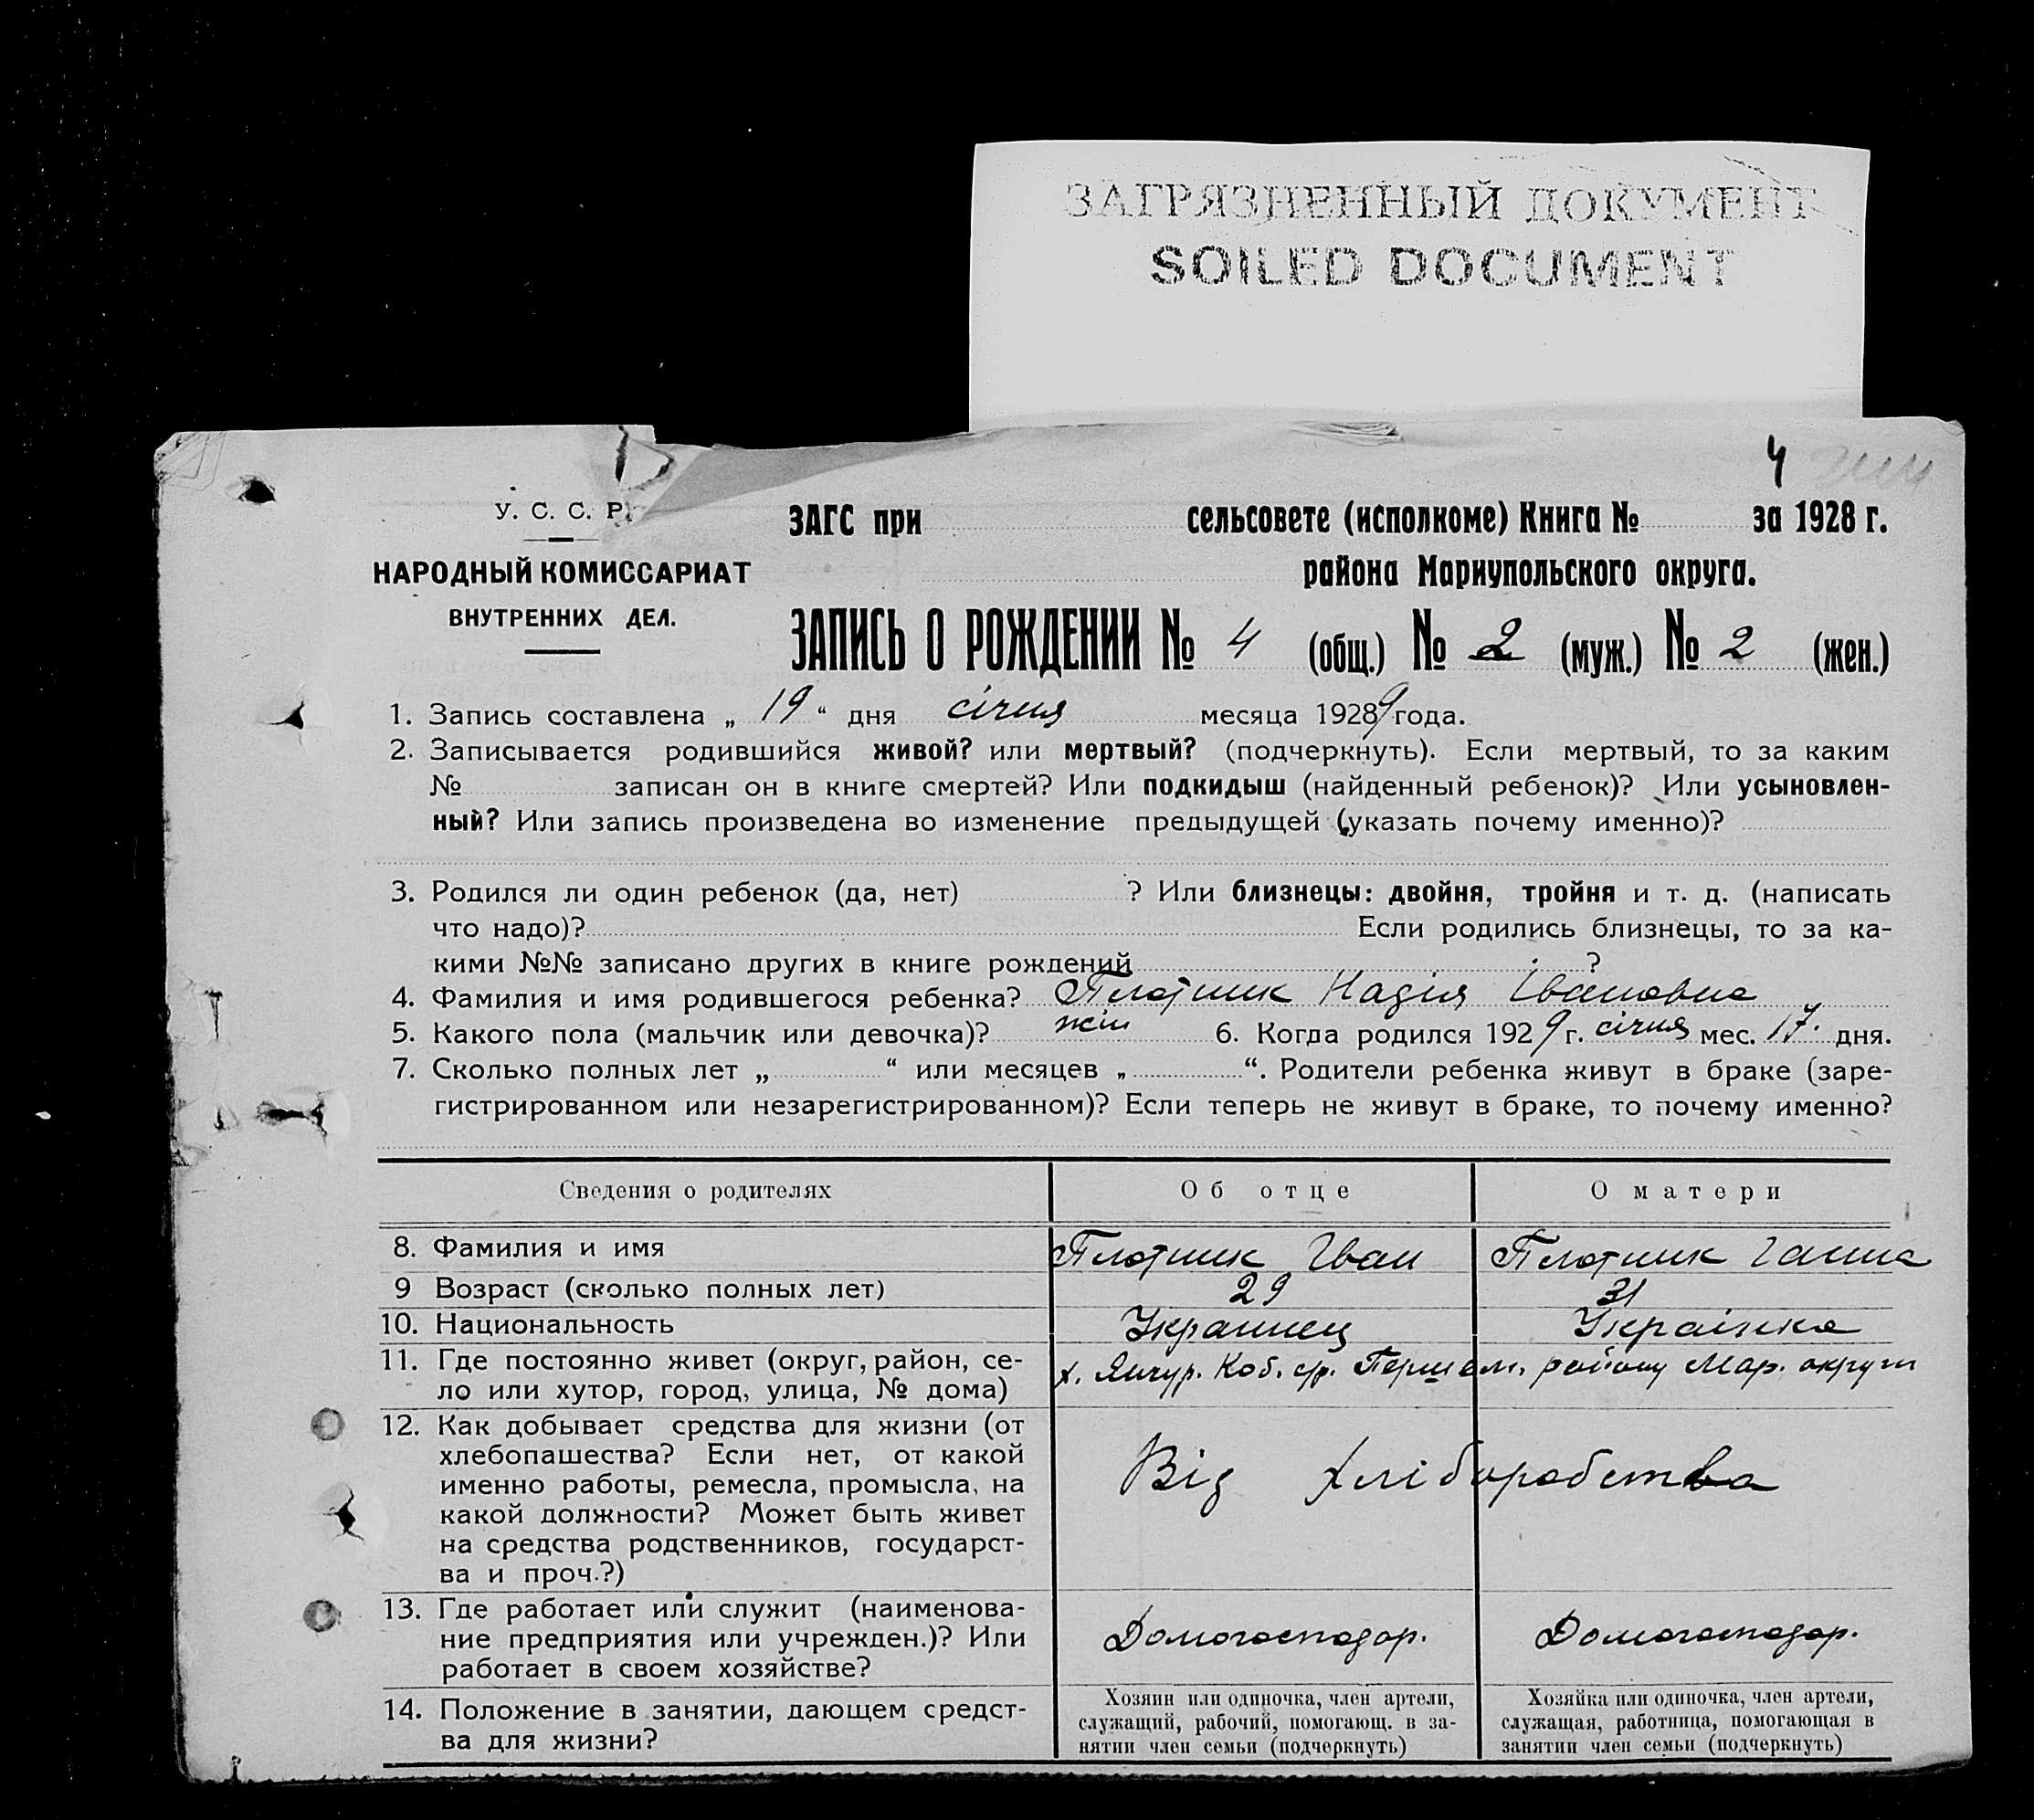 ЗАГРЯЗНЕННЫЙ ДОКУМЕНТ
SOILED DOCUMENT
4
У. С. С. Р.
НАРОДНЫЙ КОМИССАРИАТ
ВНУТРЕННИХ ДЕЛ.
ЗАГС при сельсовете (исполкоме) Книга № за 1928 г.
района Мариупольского округа.
ЗАПИСЬ О РОЖДЕНИИ № 4 (общ.) № 2 (муж.) № 2 (жен.)
1. Запись составлена „ 19 “ дня січня месяца 19289 года.
2. Записывается родившийся живой? или мертвый? (подчеркнуть). Если мертвый, то за каким
№ записан он в книге смертей? Или подкидыш (найденный ребенок)? Или усыновлен-
ный? Или запись произведена во изменение предыдущей (указать почему именно)?
3. Родился ли один ребенок (да, нет) ? Или близнецы: двойня, тройня и т. д. (написать
что надо)? Если родились близнецы, то за ка-
кими №№ записано других в книге рождений ?
4. Фамилия и имя родившегося ребенка? Плотник Надія Івановна
5. Какого пола (мальчик или девочка)? жін 6. Когда родился 1929 г. січня мес. 17. дня.
7. Сколько полных лет „ “ или месяцев „ “. Родители ребенка живут в браке (заре-
гистрированном или незарегистрированном)? Если теперь не живут в браке, то почему именно?
Сведения о родителях Об отце О матери
8. Фамилия и имя Плотник Іван Плотник Ганна
9 Возраст (сколько полных лет) 29 31
10. Национальность Украинец Українка
11. Где постоянно живет (округ, район, се-
ло или хутор, город, улица, № дома)
х. Янчур. Коб. с/р. Першом. району Мар. округи
12. Как добывает средства для жизни (от
хлебопашества? Если нет, от какой
именно работы, ремесла, промысла, на
какой должности? Может быть живет
на средства родственников, государст-
ва и проч.?)
Від хліборобства
13. Где работает или служит (наименова-
ние предприятия или учрежден.)? Или
работает в своем хозяйстве?
Домогосподар. Домогосподар.
14. Положение в занятии, дающем средст-
ва для жизни?
Хозяин или одиночка, член артели,
служащий, рабочий, помогающ. в за-
нятии член семьи (подчеркнуть)
Хозяйка или одиночка, член артели,
служащая, работница, помогающая в
занятии член семьи (подчеркнуть)